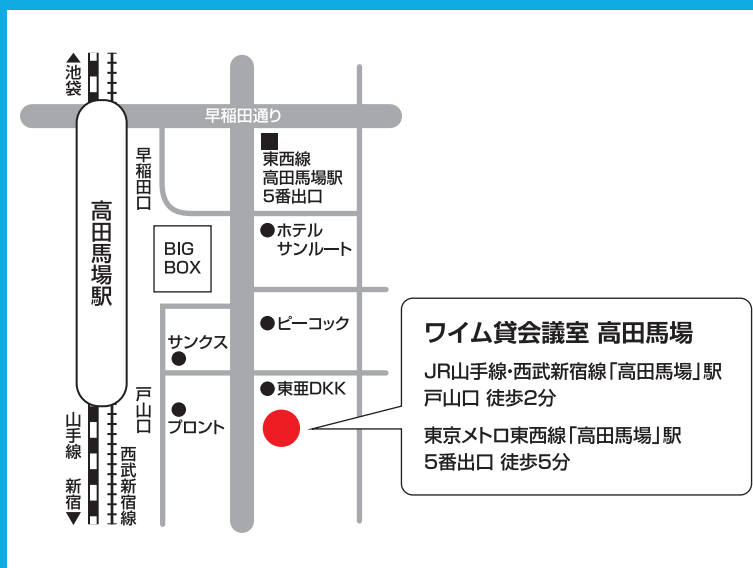 ▲池袋
早稲田通り
早稲田口
東西線
高田馬場駅
5番出口
高田馬場駅
ホテル
サンルート
BIG
BOX
ピーコック
サンクス
東亜DKK
プロント
戸山口
山手線 新宿▼
西武新宿線
ワイム貸会議室 高田馬場
JR山手線・西武新宿線「高田馬場」駅
戸山口 徒歩2分
東京メトロ東西線「高田馬場」駅
5番出口 徒歩5分